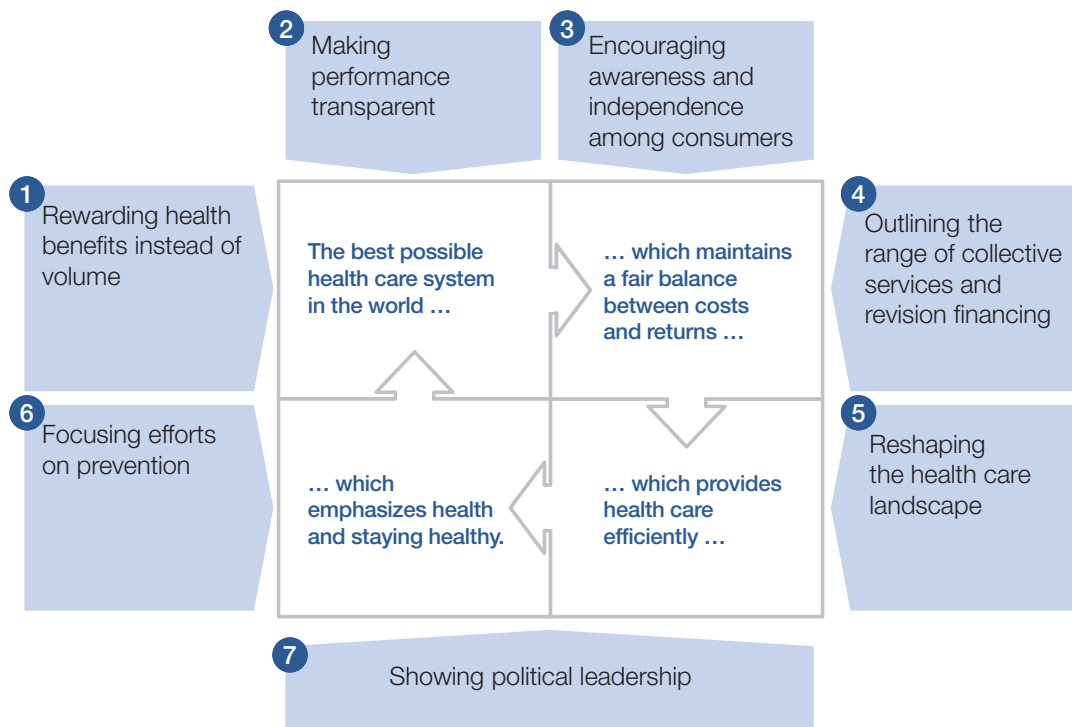 2
Making
performance
transparent
3
Encouraging
awareness and
independence
among consumers
1
Rewarding health
benefits instead of
volume
The best possible
health care system
in the world …
… which maintains
a fair balance
between costs
and returns …
4
Outlining the
range of collective
services and
revision financing
6
Focusing efforts
on prevention
… which
emphasizes health
and staying healthy.
… which provides
health care
efficiently …
5
Reshaping
the health care
landscape
7
Showing political leadership